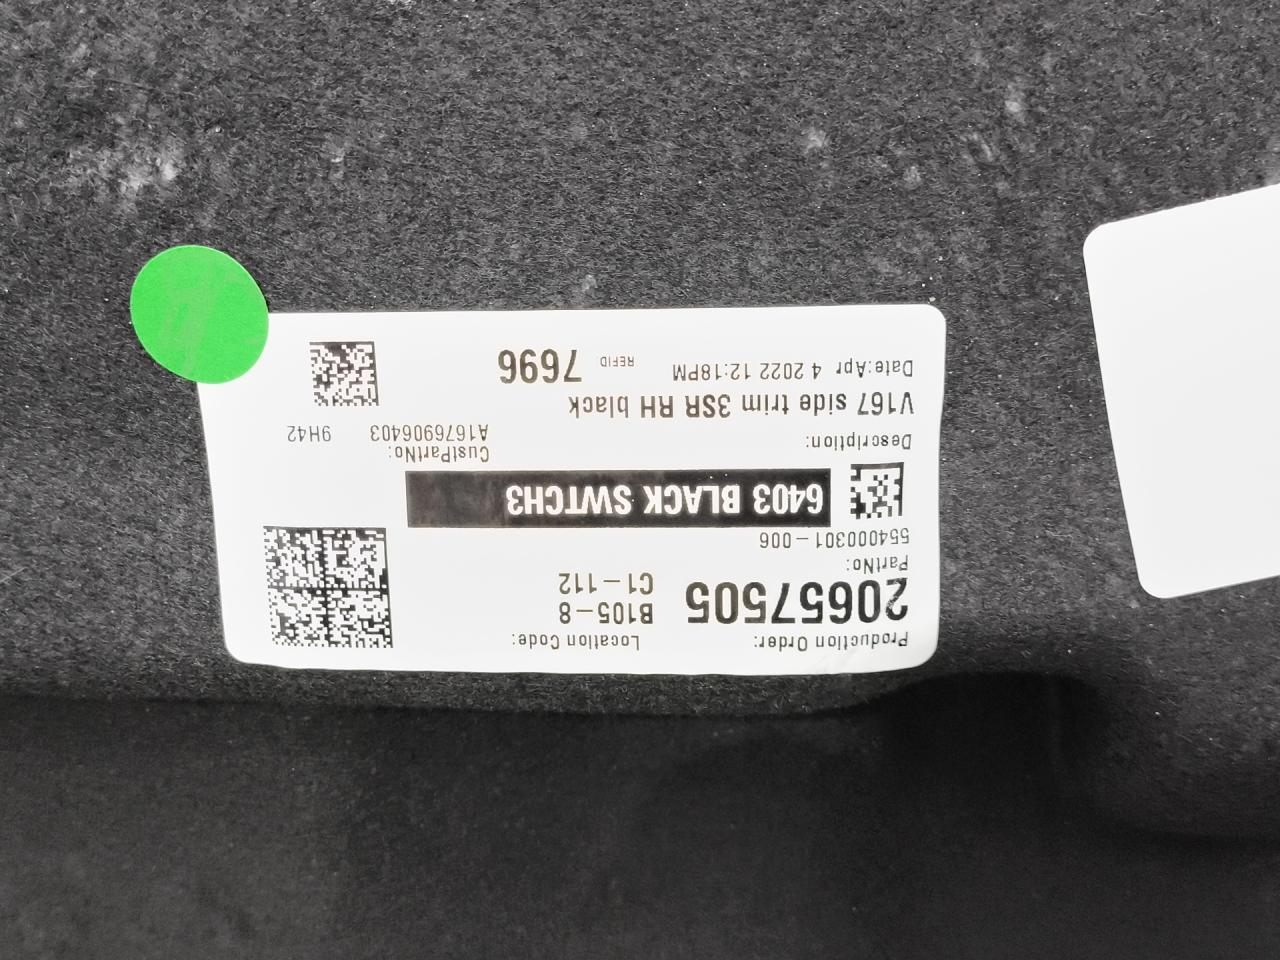 Production Order:
20657505
Location Code:
B105-8
C1-112
PartNo:
554000301-006
6403 BLACK SWTCH3
CustPartNo:
A1676906403
9H42
Description:
V167 side trim 3SR RH black
Date:Apr 4 2022 12:18PM
REFID
7696